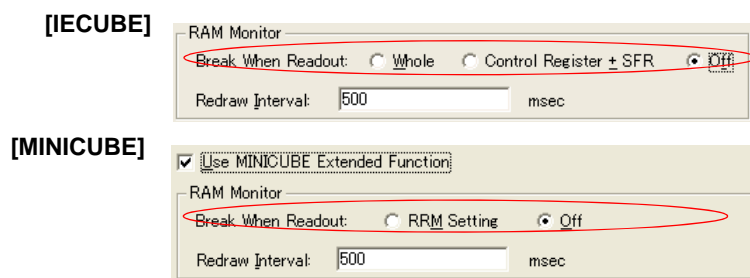 [IECUBE]
RAM Monitor
Break When Readout: Whole Control Register + SFR Off
Redraw Interval: 500 msec
[MINICUBE]
Use MINICUBE Extended Function
RAM Monitor
Break When Readout: RRM Setting Off
Redraw Interval: 500 msec